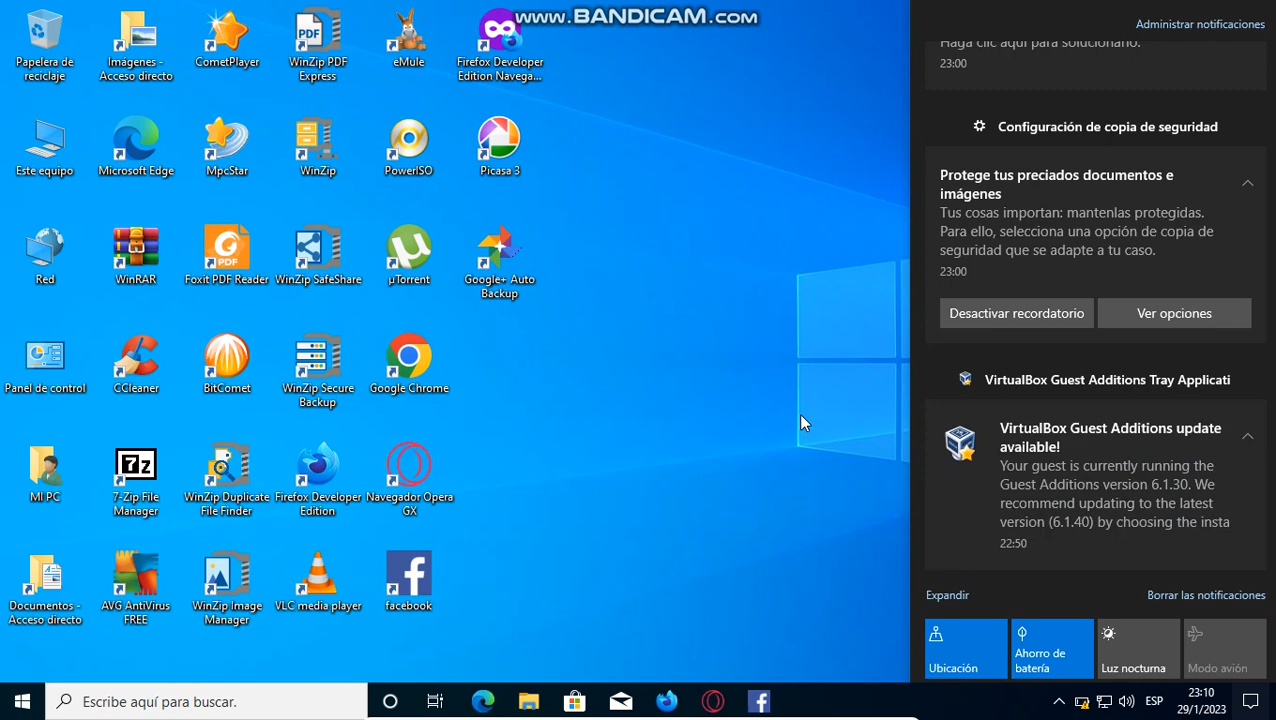 www.BANDICAM.com
Papelera de
reciclaje
Imágenes -
Acceso directo
CometPlayer
PDF
WinZip PDF
Express
eMule
Firefox Developer
Edition Navega...
Este equipo
Microsoft Edge
MpcStar
WinZip
PowerISO
Picasa 3
Red
WinRAR
Foxit PDF Reader
WinZip SafeShare
µTorrent
Google+ Auto
Backup
Panel de control
CCleaner
BitComet
WinZip Secure
Backup
Google Chrome
MI PC
7z
7-Zip File
Manager
WinZip Duplicate
File Finder
Firefox Developer
Edition
Navegador Opera
GX
Documentos -
Acceso directo
AVG AntiVirus
FREE
WinZip Image
Manager
VLC media player
facebook
Administrar notificaciones
Haga clic aquí para solucionarlo.
23:00
Configuración de copia de seguridad
Protege tus preciados documentos e
imágenes
Tus cosas importan: mantenlas protegidas.
Para ello, selecciona una opción de copia de
seguridad que se adapte a tu caso.
23:00
Desactivar recordatorio
Ver opciones
VirtualBox Guest Additions Tray Applicati
VirtualBox Guest Additions update
available!
Your guest is currently running the
Guest Additions version 6.1.30. We
recommend updating to the latest
version (6.1.40) by choosing the insta
22:50
Expandir
Borrar las notificaciones
Ubicación
Ahorro de
batería
Luz nocturna
Modo avión
Escribe aquí para buscar.
ESP
23:10
29/1/2023